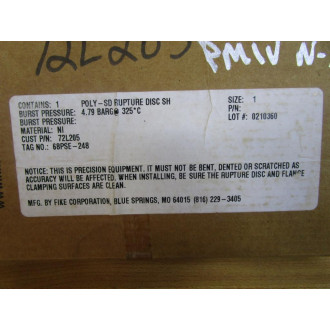 72L205 PMIV N-
CONTAINS: 1 POLY-SD RUPTURE DISC SH SIZE: 1
BURST PRESSURE: 4.79 BARG@ 325°C P/N:
BURST PRESSURE: LOT #: 0210360
MATERIAL: NI
CUST P/N: 72L205
TAG NO.: 68PSE-248
NOTICE: THIS IS PRECISION EQUIPMENT. IT MUST NOT BE BENT, DENTED OR SCRATCHED AS
ACCURACY WILL BE AFFECTED. WHEN INSTALLING, BE SURE THE RUPTURE DISC AND FLANGE
CLAMPING SURFACES ARE CLEAN.
MFG. BY FIKE CORPORATION, BLUE SPRINGS, MO 64015 (816) 229-3405